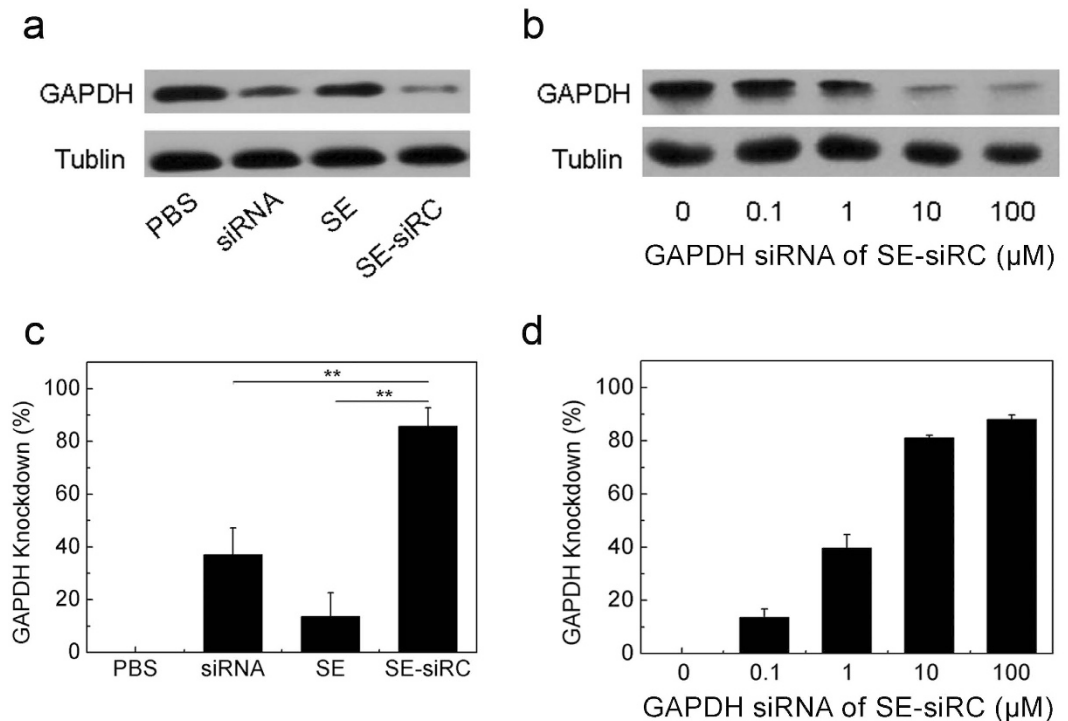 a
GAPDH
Tublin
PBS siRNA SE SE-siRC
b
GAPDH
Tublin
0 0.1 1 10 100
GAPDH siRNA of SE-siRC (µM)
c
GAPDH Knockdown (%)
100
80
60
40
20
0
** 
**
PBS siRNA SE SE-siRC
d
GAPDH Knockdown (%)
100
80
60
40
20
0
0 0.1 1 10 100
GAPDH siRNA of SE-siRC (µM)